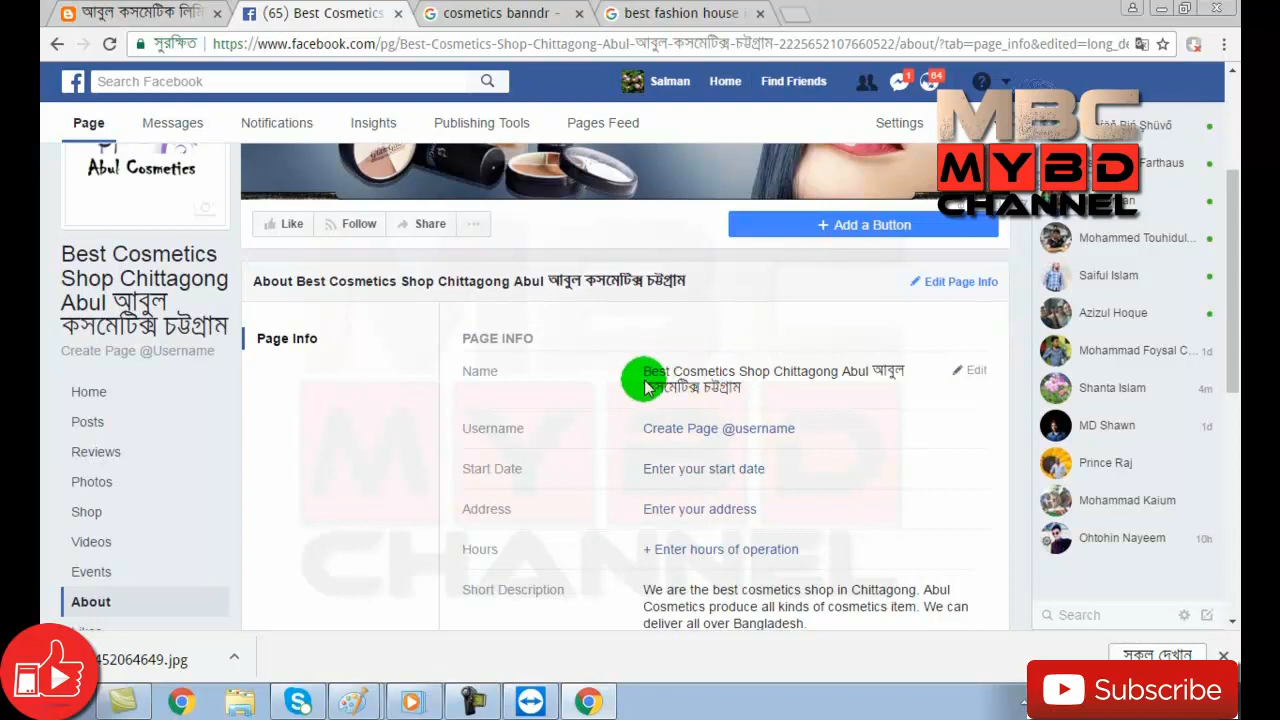 আবুল কসমেটিক লিমি
(65) Best Cosmetics
cosmetics banndr -
best fashion house i
সুরক্ষিত
https://www.facebook.com/pg/Best-Cosmetics-Shop-Chittagong-Abul-আবুল-কসমেটিক্স-চট্টগ্রাম-2225652107650522/about/?tab=page_info&edited=long_de
Search Facebook
Salman
Home
Find Friends
1
64
Page
Messages
Notifications
Insights
Publishing Tools
Pages Feed
Settings
MBC
MYBD
CHANNEL
Abul Cosmetics
Like
Follow
Share
+ Add a Button
Best Cosmetics
Shop Chittagong
Abul আবুল
কসমেটিক্স চট্টগ্রাম
Create Page @Username
Home
Posts
Reviews
Photos
Shop
Videos
Events
About
Likes
About Best Cosmetics Shop Chittagong Abul আবুল কসমেটিক্স চট্টগ্রাম
Edit Page Info
Page Info
PAGE INFO
Name
Best Cosmetics Shop Chittagong Abul আবুল
কসমেটিক্স চট্টগ্রাম
Edit
Username
Create Page @username
Start Date
Enter your start date
Address
Enter your address
Hours
+ Enter hours of operation
Short Description
We are the best cosmetics shop in Chittagong. Abul
Cosmetics produce all kinds of cosmetics item. We can
deliver all over Bangladesh.
MYBD
CHANNEL
Farthaus
Mohammed Touhidul...
Saiful Islam
Azizul Hoque
Mohammad Foysal C...
1d
Shanta Islam
4m
MD Shawn
1d
Prince Raj
Mohammad Kaium
Ohtohin Nayeem
10h
Search
452064649.jpg
সকল দেখান
Subscribe